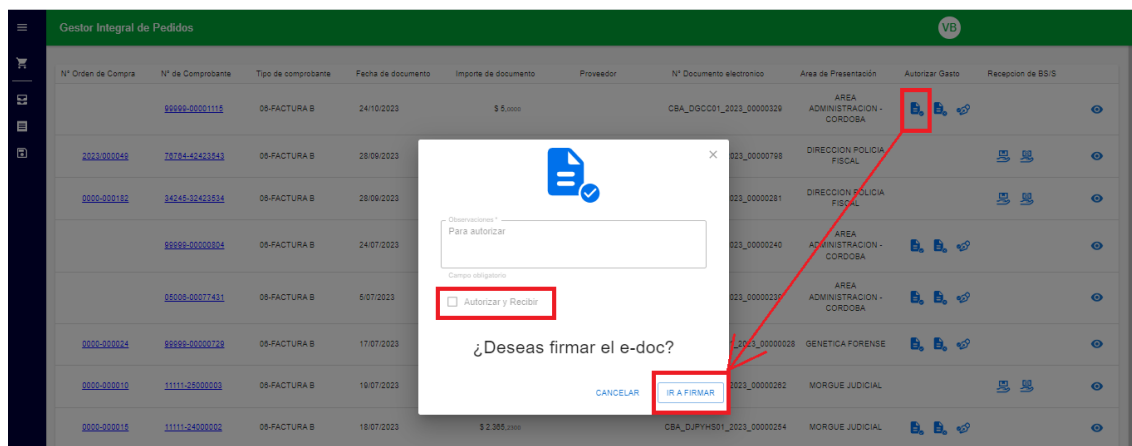 Gestor Integral de Pedidos
VB
N° Orden de Compra N° de Comprobante Tipo de comprobante Fecha de documento Importe de documento Proveedor N° Documento electronico Area de Presentación Autorizar Gasto Recepcion de BS/S
99999-00001115 06-FACTURA B 24/10/2023 $ 5,0000 CBA_DGCC01_2023_00000329 AREA
ADMINISTRACION -
CORDOBA
2023/000049 70764-42423543 06-FACTURA B 28/09/2023 023_00000798 DIRECCION POLICIA
FISCAL
0000-000182 34245-32423534 06-FACTURA B 28/09/2023 023_00000281 DIRECCION POLICIA
FISCAL
99999-00000804 06-FACTURA B 24/07/2023 023_00000240 AREA
ADMINISTRACION -
CORDOBA
05008-00077431 06-FACTURA B 5/07/2023 023_0000023 AREA
ADMINISTRACION -
CORDOBA
0000-000024 99999-00000729 06-FACTURA B 17/07/2023 _2023_00000028 GENETICA FORENSE
0000-000010 11111-25000003 06-FACTURA B 19/07/2023 2023_00000262 MORGUE JUDICIAL
0000-000015 11111-24000002 06-FACTURA B 18/07/2023 $ 2.365,2300 CBA_DJPYHS01_2023_00000254 MORGUE JUDICIAL
Observaciones *
Para autorizar
Campo obligatorio
Autorizar y Recibir
¿Deseas firmar el e-doc?
CANCELAR IR A FIRMAR